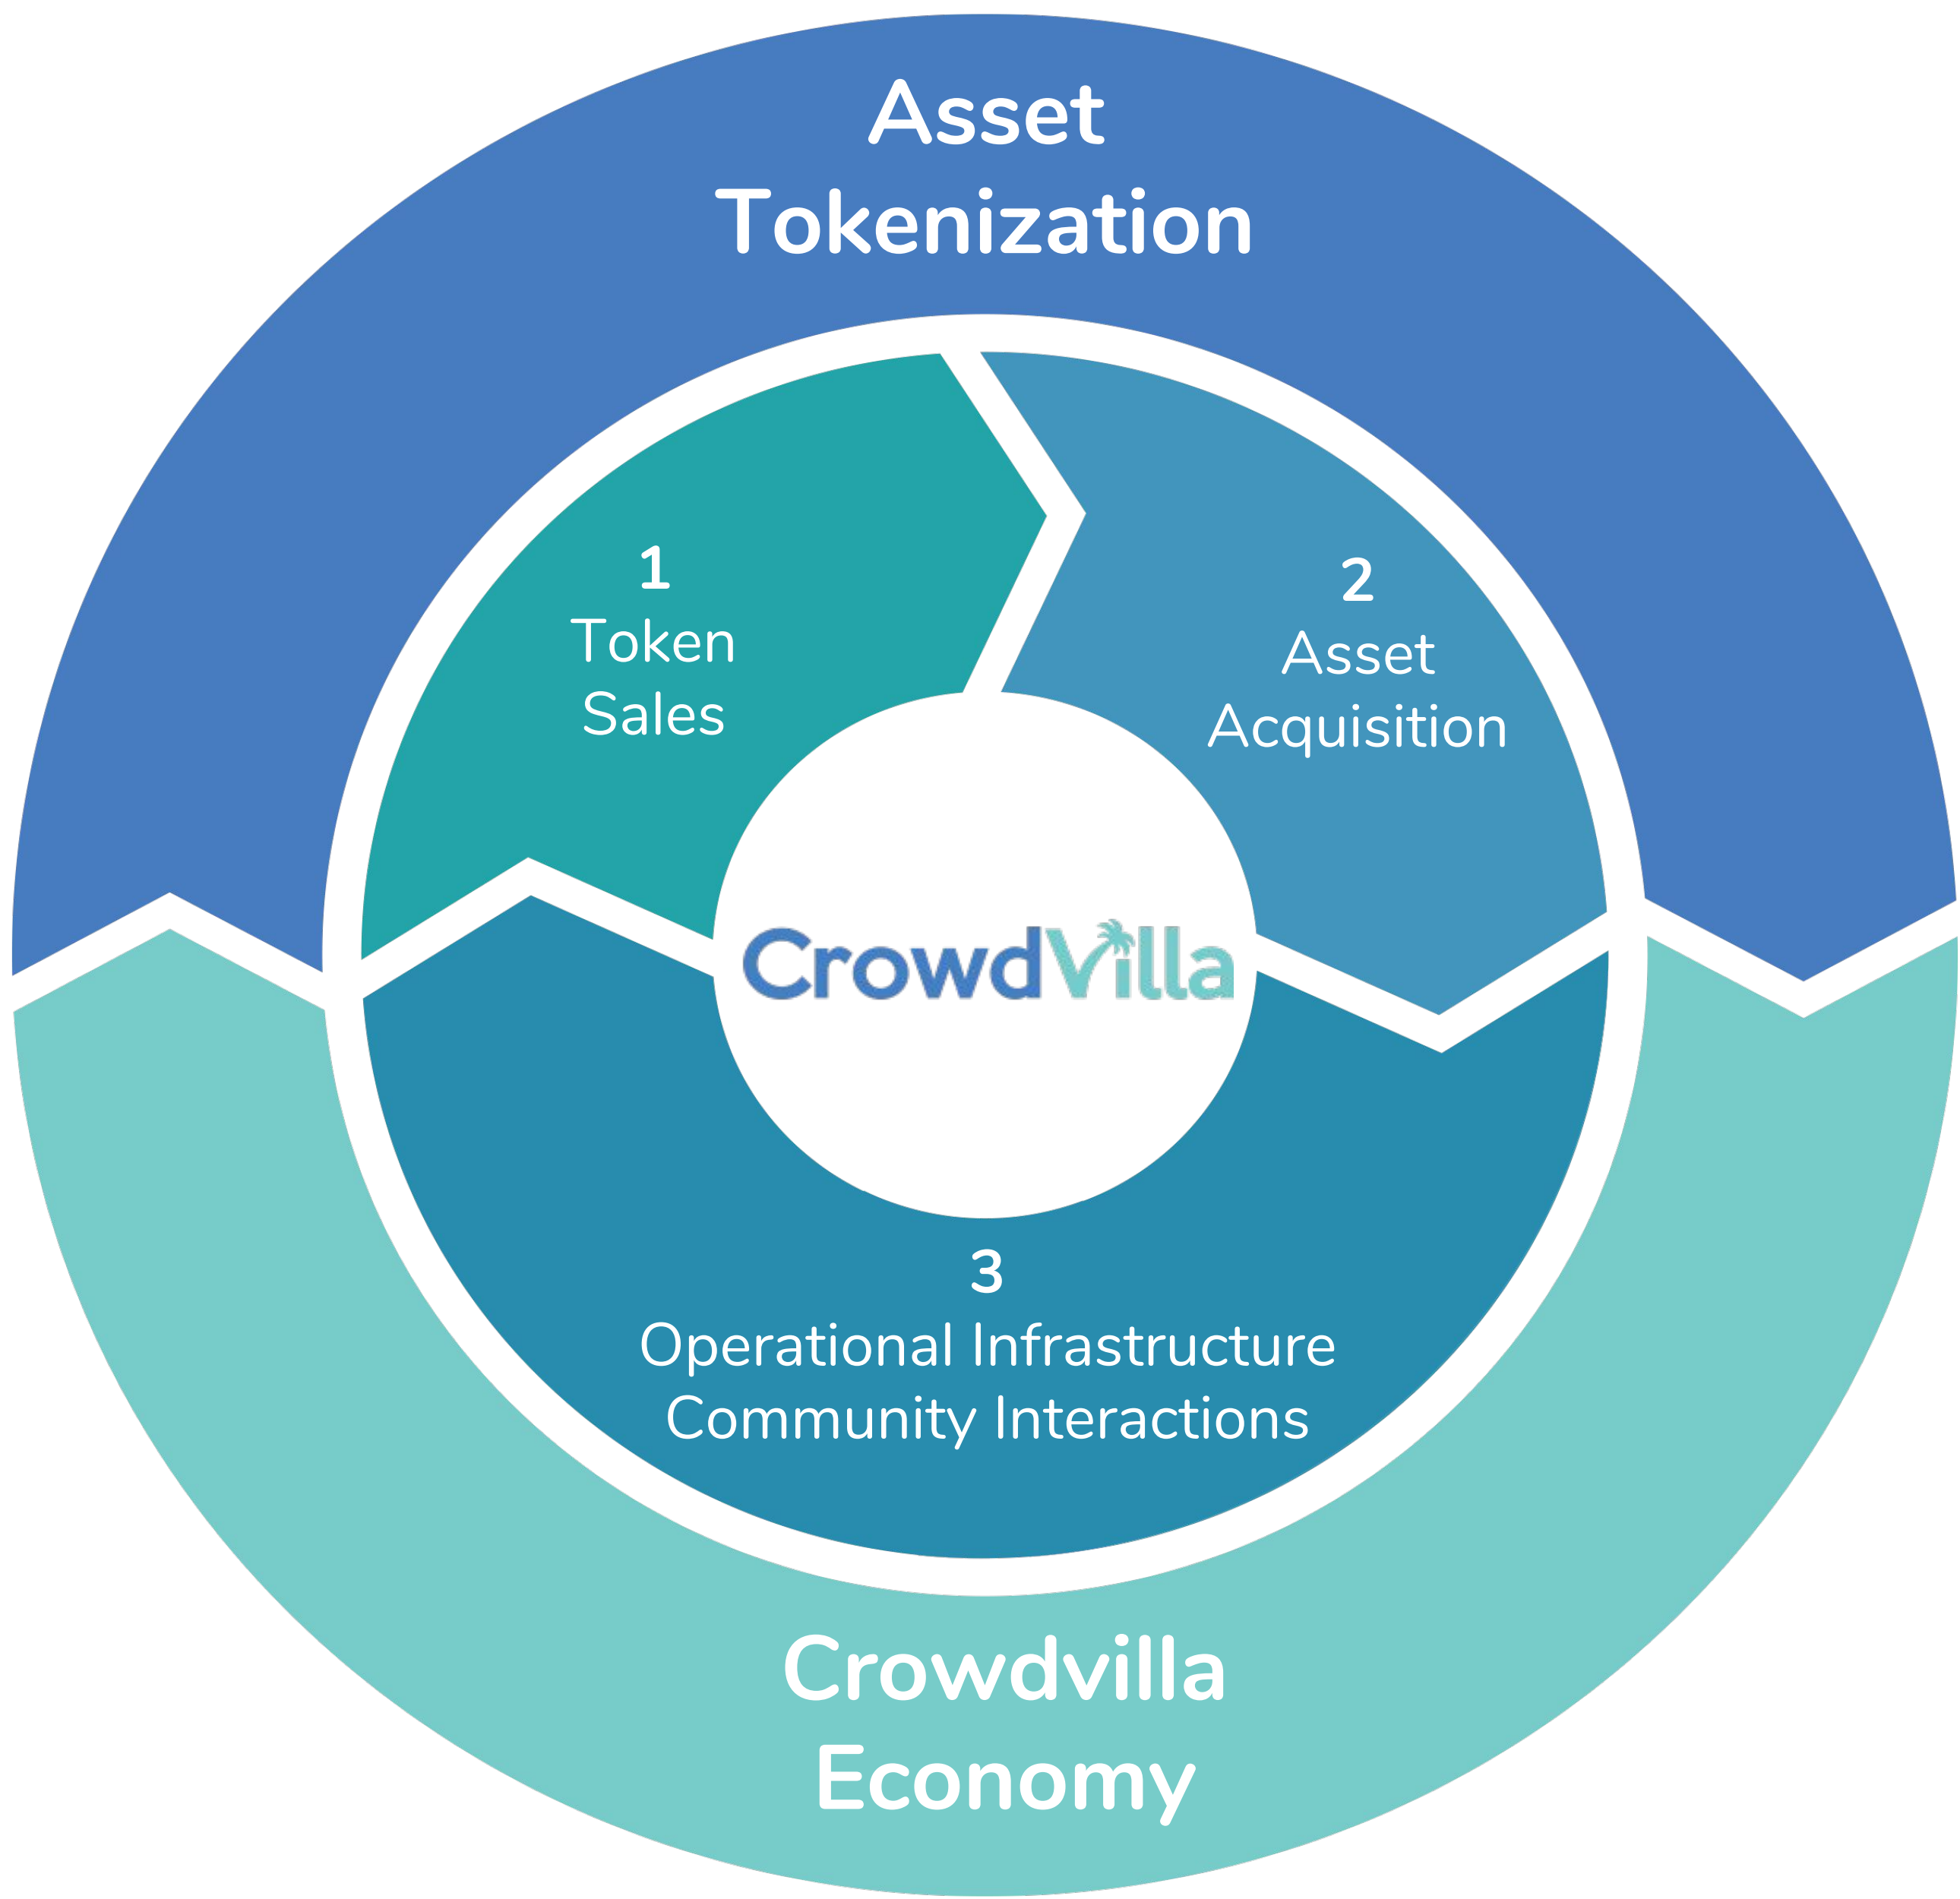 Asset
Tokenization
1
Token
Sales
2
Asset
Acquisition
CrowdVilla
3
Operational Infrastructure
Community Interactions
Crowdvilla
Economy